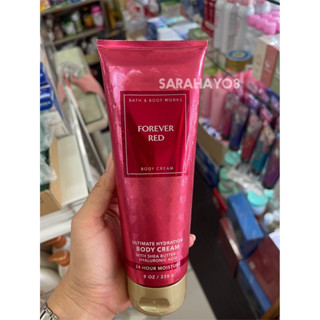 SARAHAYO8
BATH & BODY WORKS
FOREVER
RED
BODY CREAM
ULTIMATE HYDRATION
BODY CREAM
WITH SHEA BUTTER
HYALURONIC ACID
24 HOUR MOISTURE
8 OZ / 226 g